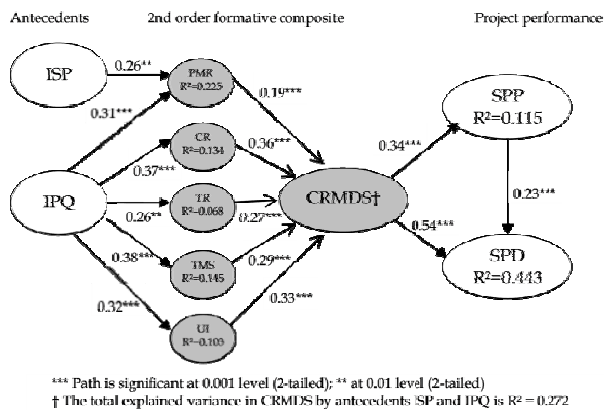 Antecedents 2nd order formative composite Project performance
ISP
0.26**
PMR
R²=0.225
0.19***
0.31***
SPP
R²=0.115
CR
R²=0.134
0.36***
0.34***
0.37***
IPQ
TR
R²=0.068
CRMDS†
0.23***
0.26**
0.27***
0.54***
0.38***
TMS
R²=0.145
0.29***
SPD
R²=0.443
0.32***
UI
R²=0.103
0.33***
*** Path is significant at 0.001 level (2-tailed); ** at 0.01 level (2-tailed)
† The total explained variance in CRMDS by antecedents ISP and IPQ is R² = 0.272